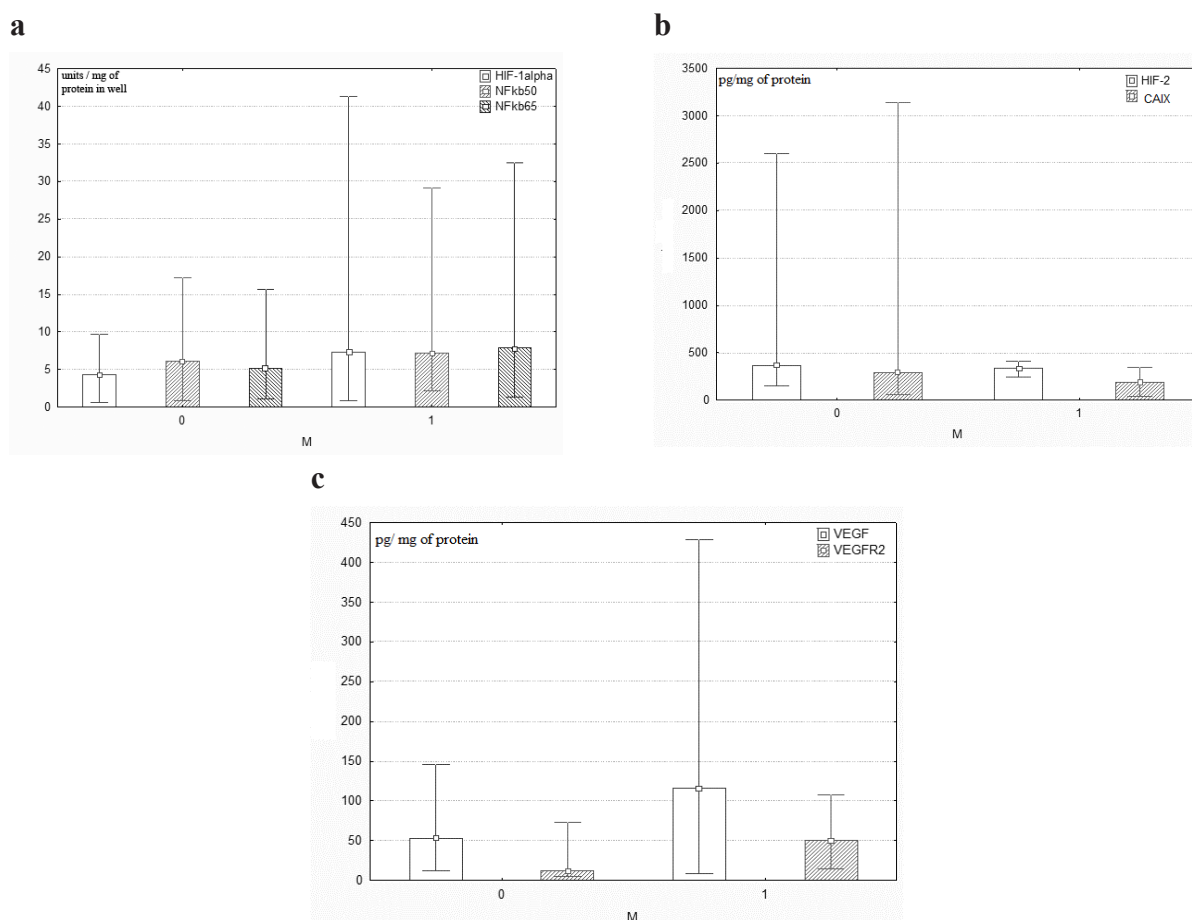 a
units / mg of
protein in well
HIF-1alpha
NFkb50
NFkb65
45
40
35
30
25
20
15
10
5
0
0
1
M
b
pg/mg of protein
HIF-2
CAIX
3500
3000
2500
2000
1500
1000
500
0
0
1
M
c
pg/ mg of protein
VEGF
VEGFR2
450
400
350
300
250
200
150
100
50
0
0
1
M